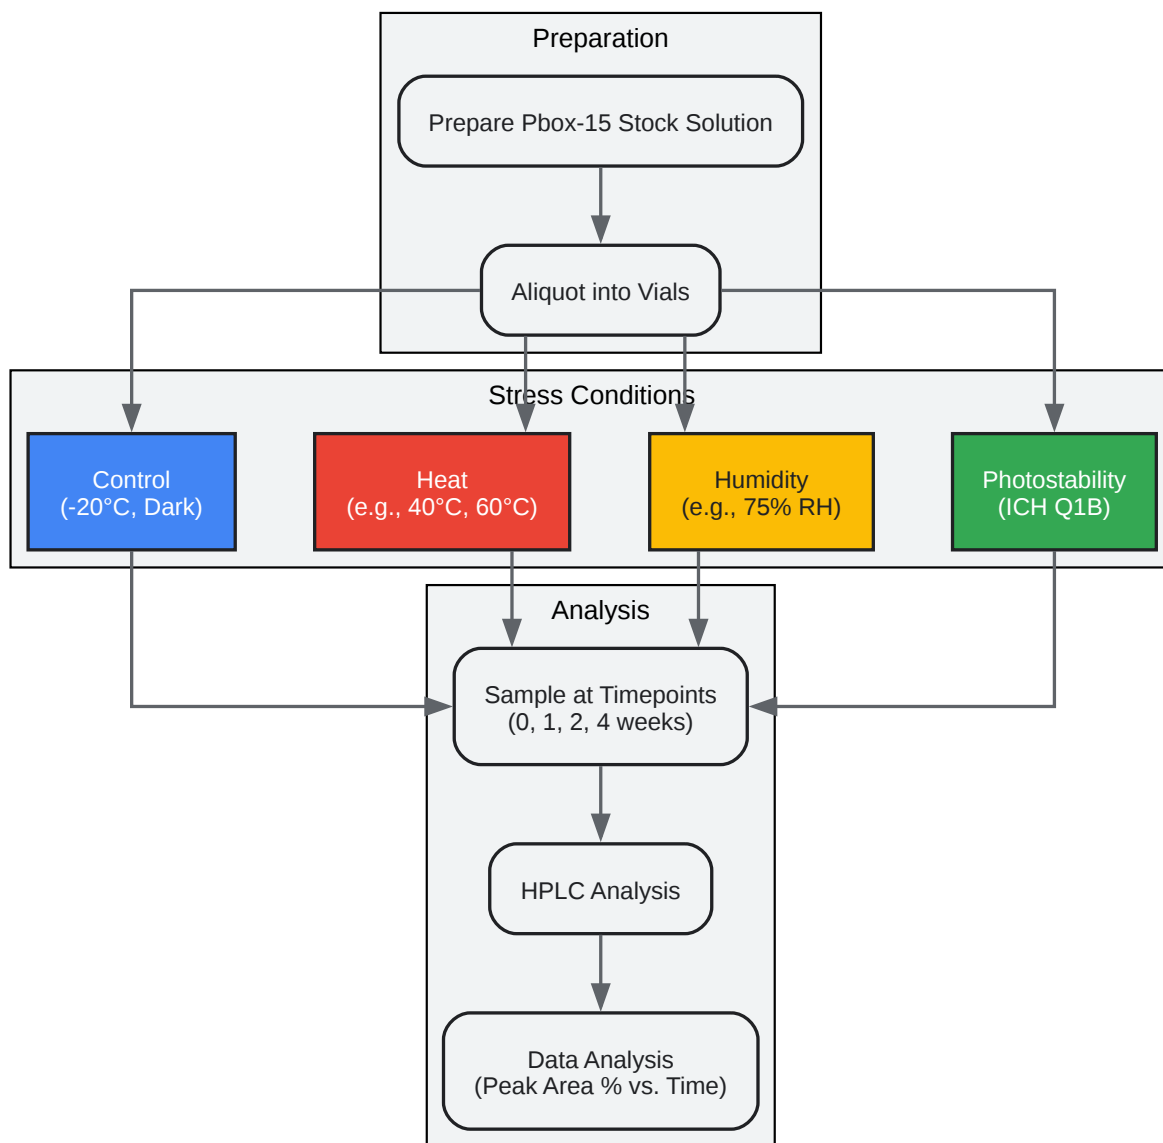 Preparation
Prepare Pbox-15 Stock Solution
Aliquot into Vials
Stress Conditions
Control
(-20°C, Dark)
Heat
(e.g., 40°C, 60°C)
Humidity
(e.g., 75% RH)
Photostability
(ICH Q1B)
Analysis
Sample at Timepoints
(0, 1, 2, 4 weeks)
HPLC Analysis
Data Analysis
(Peak Area % vs. Time)